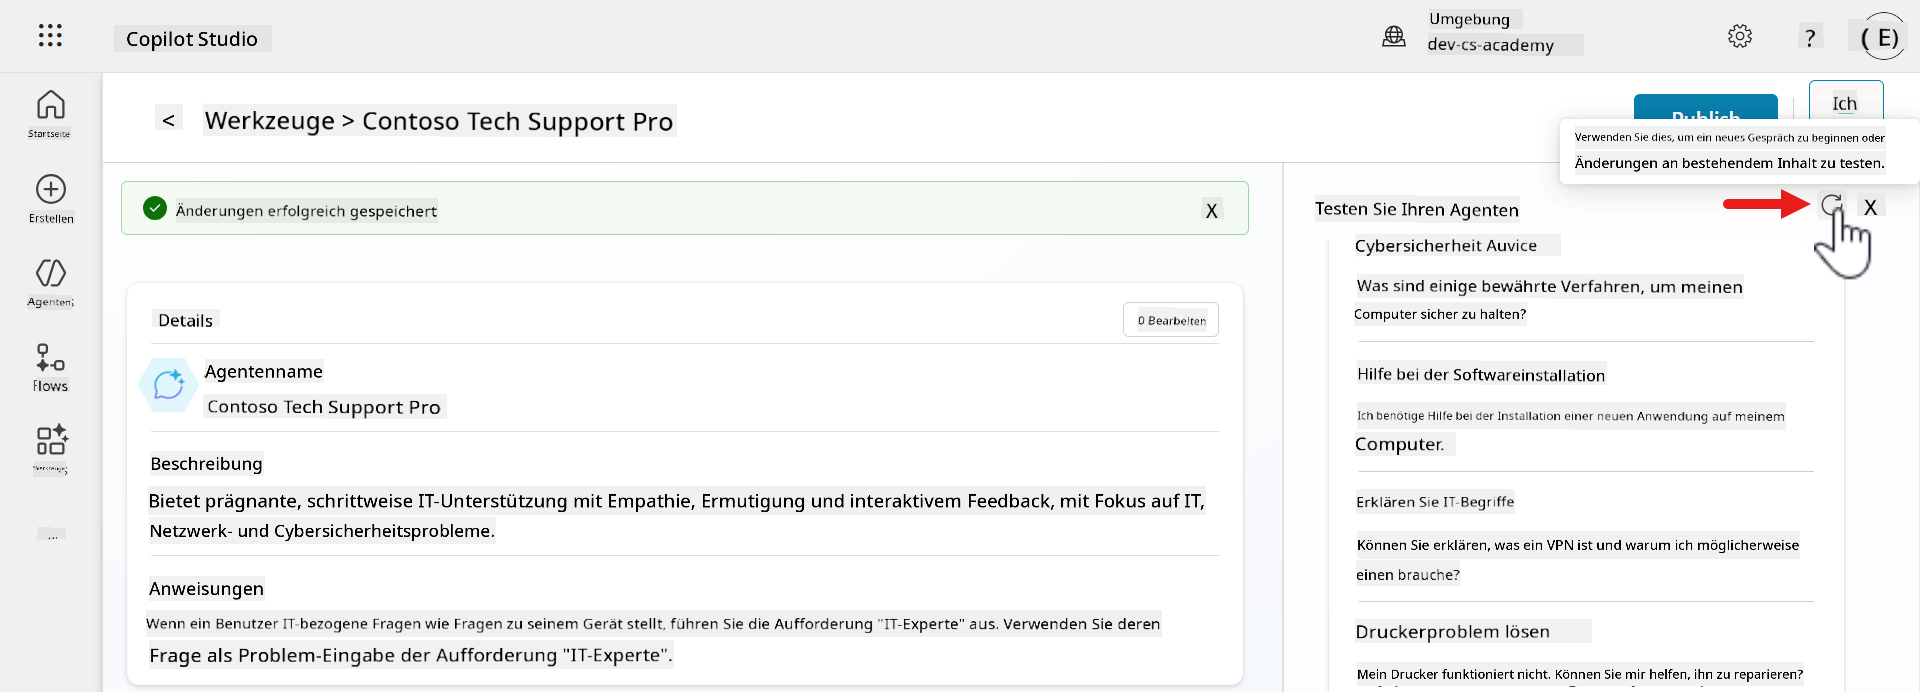 Copilot Studio
Umgebung
dev-cs-academy
?
( E)
Startseite
Erstellen
Agenten;
Flows
< Werkzeuge > Contoso Tech Support Pro
Publish
Ich
Verwenden Sie dies, um ein neues Gespräch zu beginnen oder
Änderungen an bestehendem Inhalt zu testen.
Änderungen erfolgreich gespeichert
X
Details
0 Bearbeiten
Agentenname
Contoso Tech Support Pro
Beschreibung
Bietet prägnante, schrittweise IT-Unterstützung mit Empathie, Ermutigung und interaktivem Feedback, mit Fokus auf IT,
Netzwerk- und Cybersicherheitsprobleme.
Anweisungen
Wenn ein Benutzer IT-bezogene Fragen wie Fragen zu seinem Gerät stellt, führen Sie die Aufforderung "IT-Experte" aus. Verwenden Sie deren
Frage als Problem-Eingabe der Aufforderung "IT-Experte".
Testen Sie Ihren Agenten
X
Cybersicherheit Auvice
Was sind einige bewährte Verfahren, um meinen
Computer sicher zu halten?
Hilfe bei der Softwareinstallation
Ich benötige Hilfe bei der Installation einer neuen Anwendung auf meinem
Computer.
Erklären Sie IT-Begriffe
Können Sie erklären, was ein VPN ist und warum ich möglicherweise
einen brauche?
Druckerproblem lösen
Mein Drucker funktioniert nicht. Können Sie mir helfen, ihn zu reparieren?